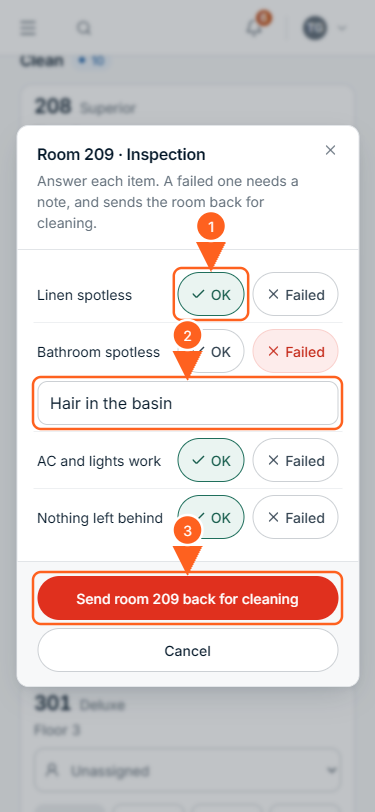 6
TG
Clean 10
208 Superior
Room 209 · Inspection
Answer each item. A failed one needs a
note, and sends the room back for
cleaning.
1
Linen spotless OK Failed
2
Bathroom spotless OK Failed
Hair in the basin
AC and lights work OK Failed
Nothing left behind OK Failed
3
Send room 209 back for cleaning
Cancel
301 Deluxe
Floor 3
Unassigned